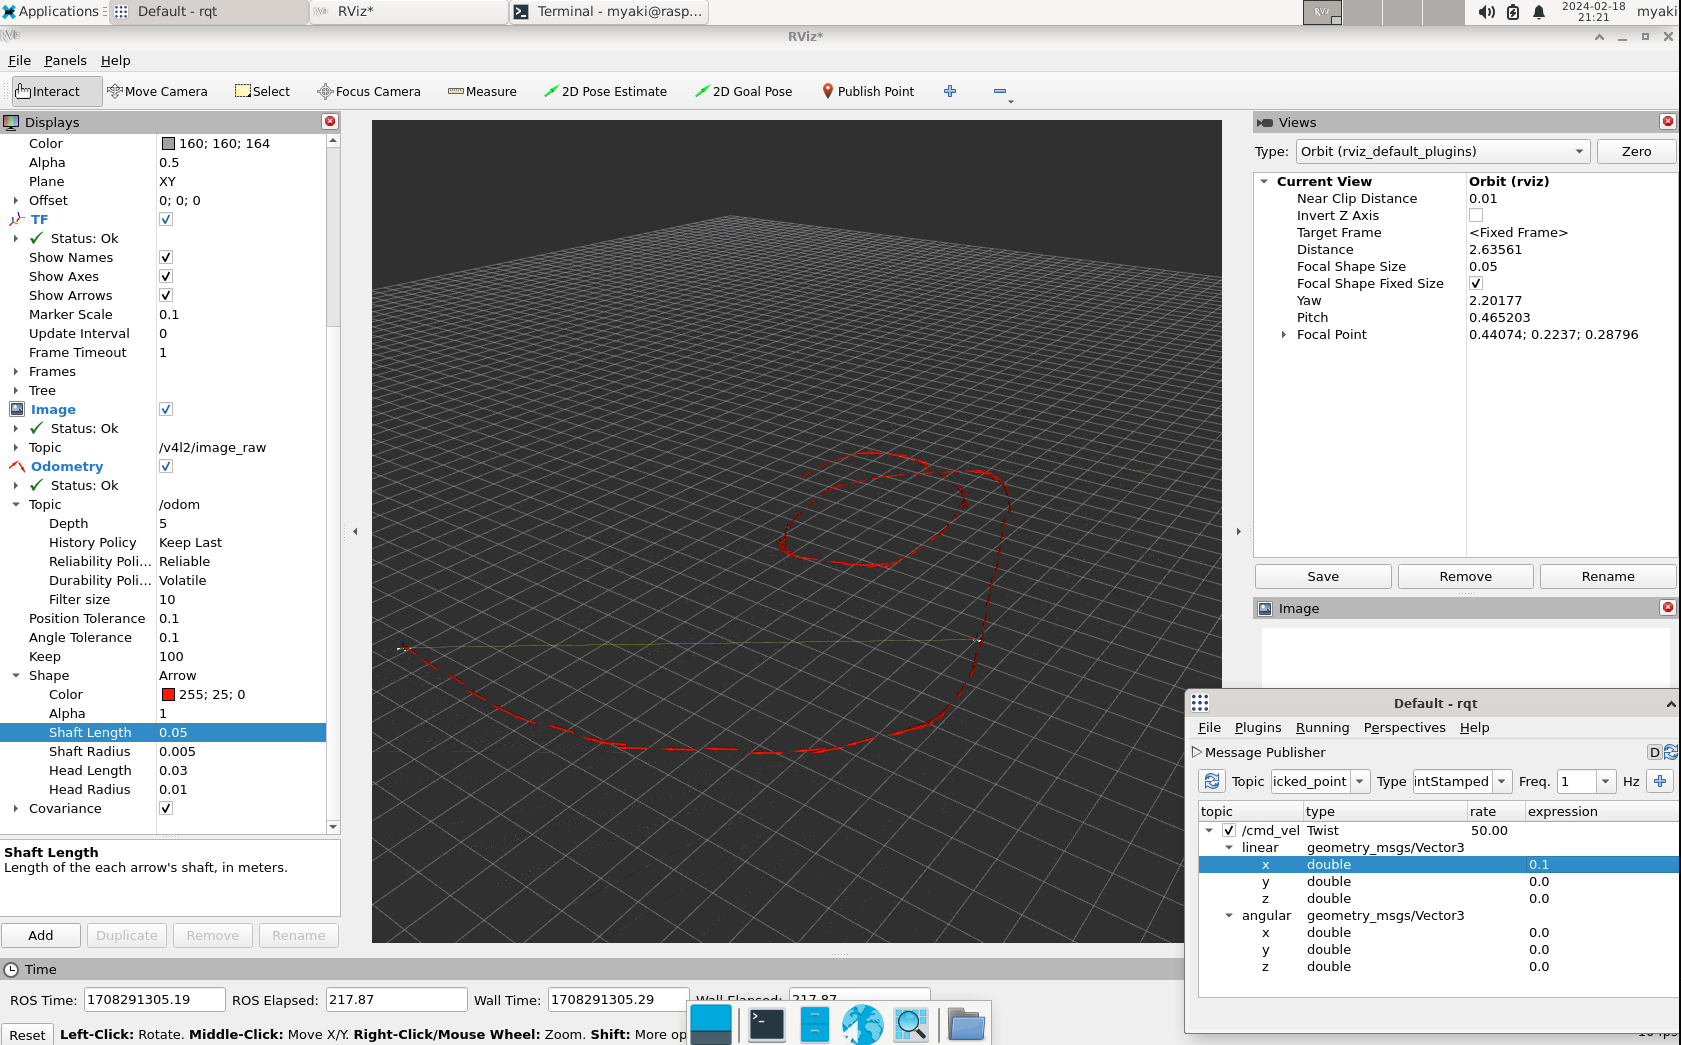 Applications
Default - rqt
RViz*
Terminal - myaki@rasp...
2024-02-18
21:21
myaki
RViz*
File Panels Help
Interact Move Camera Select Focus Camera Measure 2D Pose Estimate 2D Goal Pose Publish Point
Displays
Color 160; 160; 164
Alpha 0.5
Plane XY
Offset 0; 0; 0
TF
Status: Ok
Show Names
Show Axes
Show Arrows
Marker Scale 0.1
Update Interval 0
Frame Timeout 1
Frames
Tree
Image
Status: Ok
Topic /v4l2/image_raw
Odometry
Status: Ok
Topic /odom
Depth 5
History Policy Keep Last
Reliability Poli... Reliable
Durability Poli... Volatile
Filter size 10
Position Tolerance 0.1
Angle Tolerance 0.1
Keep 100
Shape Arrow
Color 255; 25; 0
Alpha 1
Shaft Length 0.05
Shaft Radius 0.005
Head Length 0.03
Head Radius 0.01
Covariance
Shaft Length
Length of the each arrow's shaft, in meters.
Add Duplicate Remove Rename
Views
Type: Orbit (rviz_default_plugins) Zero
Current View Orbit (rviz)
Near Clip Distance 0.01
Invert Z Axis
Target Frame <Fixed Frame>
Distance 2.63561
Focal Shape Size 0.05
Focal Shape Fixed Size
Yaw 2.20177
Pitch 0.465203
Focal Point 0.44074; 0.2237; 0.28796
Save Remove Rename
Image
Default - rqt
File Plugins Running Perspectives Help
Message Publisher D
Topic icked_point Type intStamped Freq. 1 Hz
topic type rate expression
/cmd_vel Twist 50.00
linear geometry_msgs/Vector3
x double 0.1
y double 0.0
z double 0.0
angular geometry_msgs/Vector3
x double 0.0
y double 0.0
z double 0.0
Time
ROS Time: 1708291305.19 ROS Elapsed: 217.87 Wall Time: 1708291305.29 Wall Elapsed: 217.87
Reset Left-Click: Rotate. Middle-Click: Move X/Y. Right-Click/Mouse Wheel: Zoom. Shift: More op